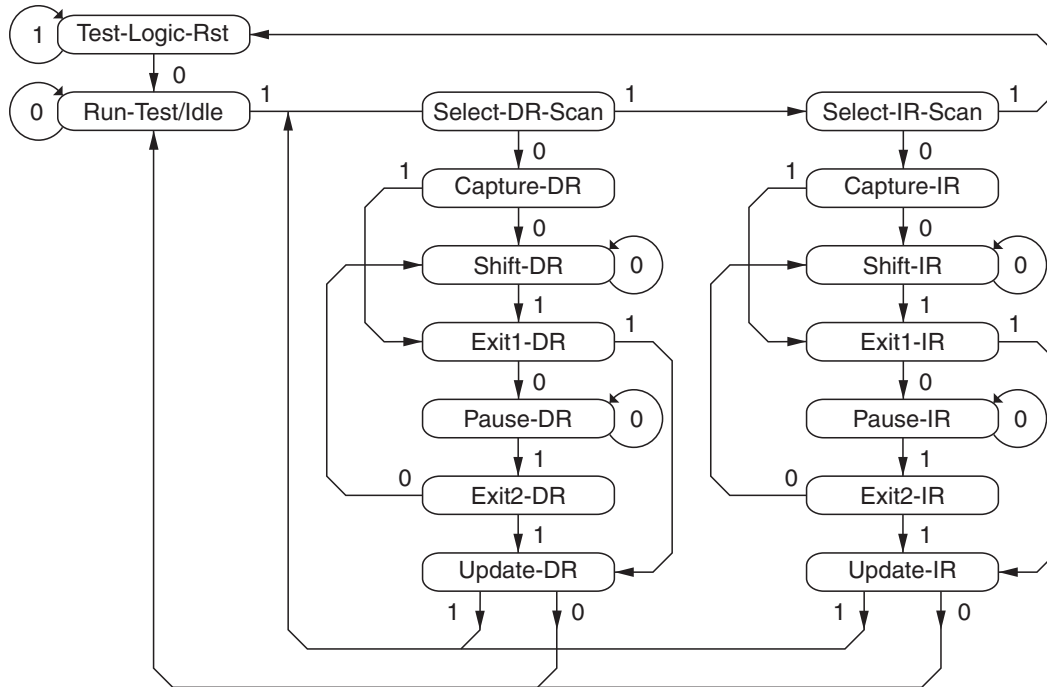 1 Test-Logic-Rst
0
0 Run-Test/Idle 1 Select-DR-Scan 1 Select-IR-Scan 1
0 0
1 Capture-DR 1 Capture-IR
0 0
Shift-DR 0 Shift-IR 0
1 1
Exit1-DR 1 Exit1-IR 1
0 0
Pause-DR 0 Pause-IR 0
1 1
0 Exit2-DR 0 Exit2-IR
1 1
Update-DR Update-IR
1 0 1 0